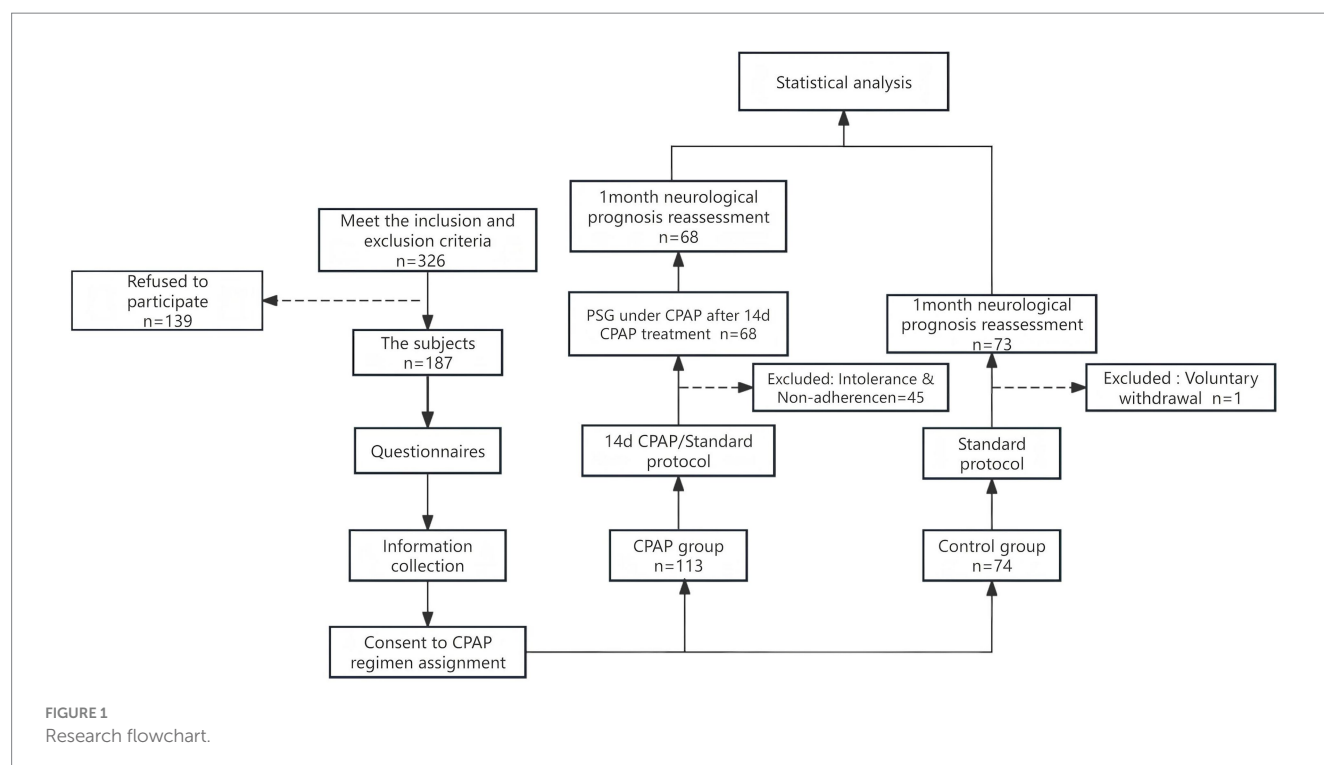 Statistical analysis
1month neurological
prognosis reassessment
n=68
Meet the inclusion and
exclusion criteria
n=326
Refused to
participate
n=139
PSG under CPAP after 14d
CPAP treatment n=68
1month neurological
prognosis reassessment
n=73
The subjects
n=187
Excluded: Intolerance &
Non-adherencen=45
Excluded : Voluntary
withdrawal n=1
Questionnaires
14d CPAP/Standard
protocol
Standard
protocol
Information
collection
CPAP group
n=113
Control group
n=74
Consent to CPAP
regimen assignment
FIGURE 1
Research flowchart.